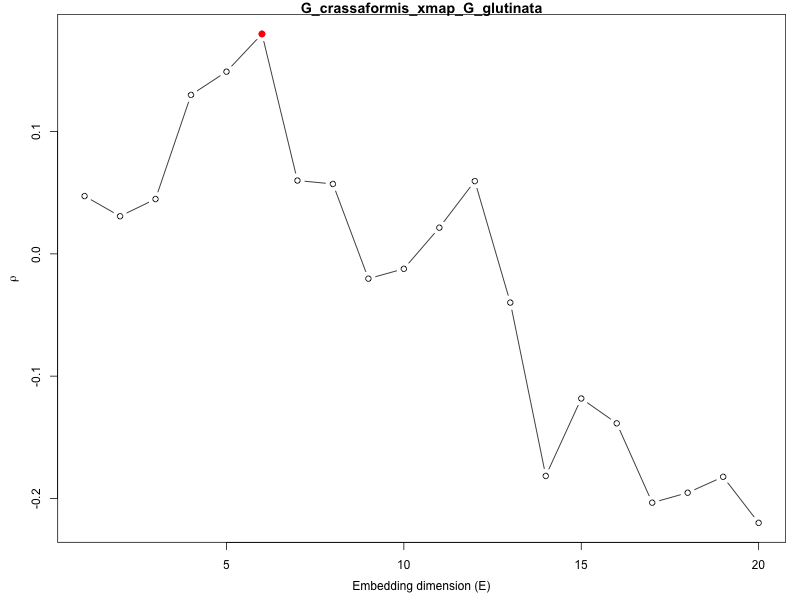 G_crassaformis_xmap_G_glutinata
0.1
0.0
-0.1
-0.2
ρ
5 10 15 20
Embedding dimension (E)